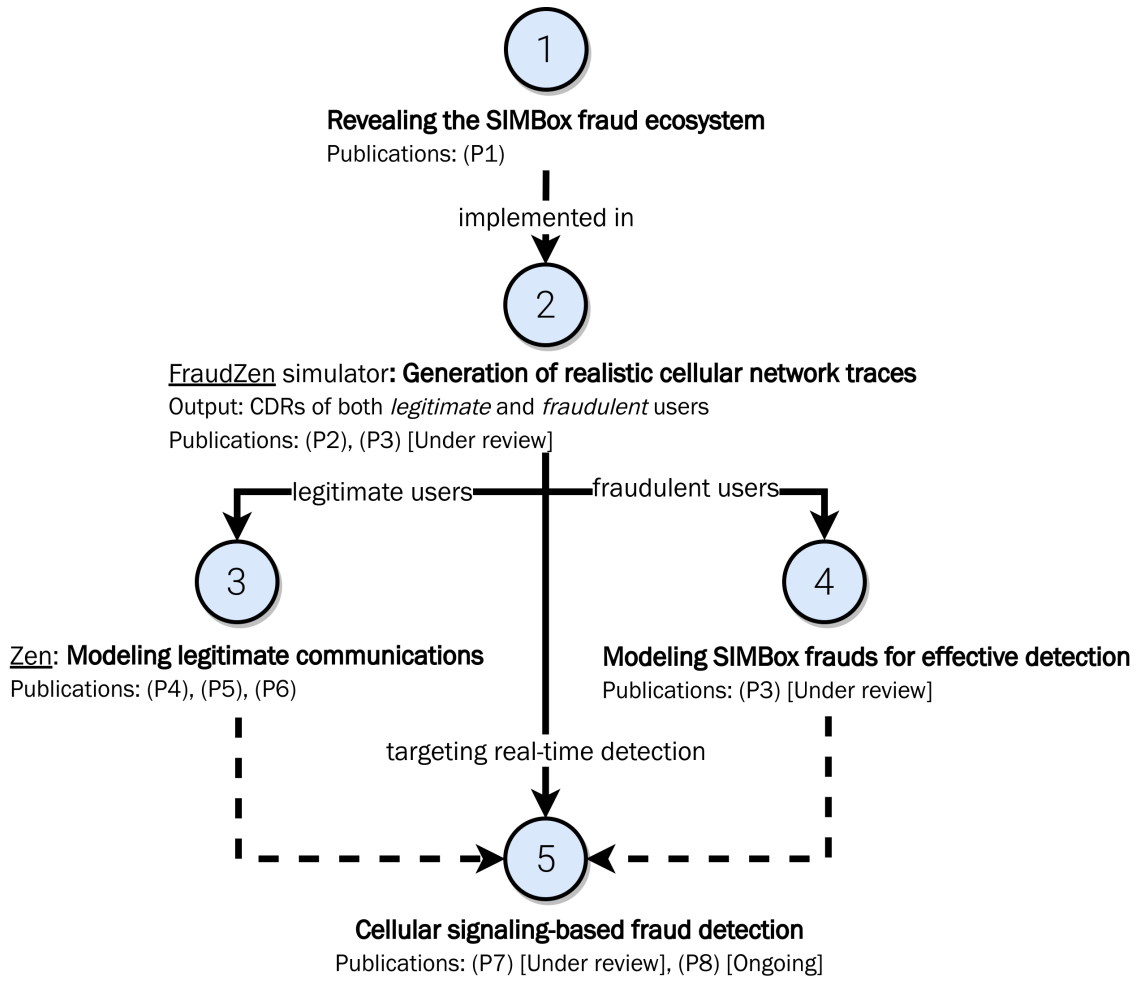 1
Revealing the SIMBox fraud ecosystem
Publications: (P1)
implemented in
2
FraudZen simulator: Generation of realistic cellular network traces
Output: CDRs of both legitimate and fraudulent users
Publications: (P2), (P3) [Under review]
legitimate users
fraudulent users
3
4
Zen: Modeling legitimate communications
Publications: (P4), (P5), (P6)
Modeling SIMBox frauds for effective detection
Publications: (P3) [Under review]
targeting real-time detection
5
Cellular signaling-based fraud detection
Publications: (P7) [Under review], (P8) [Ongoing]